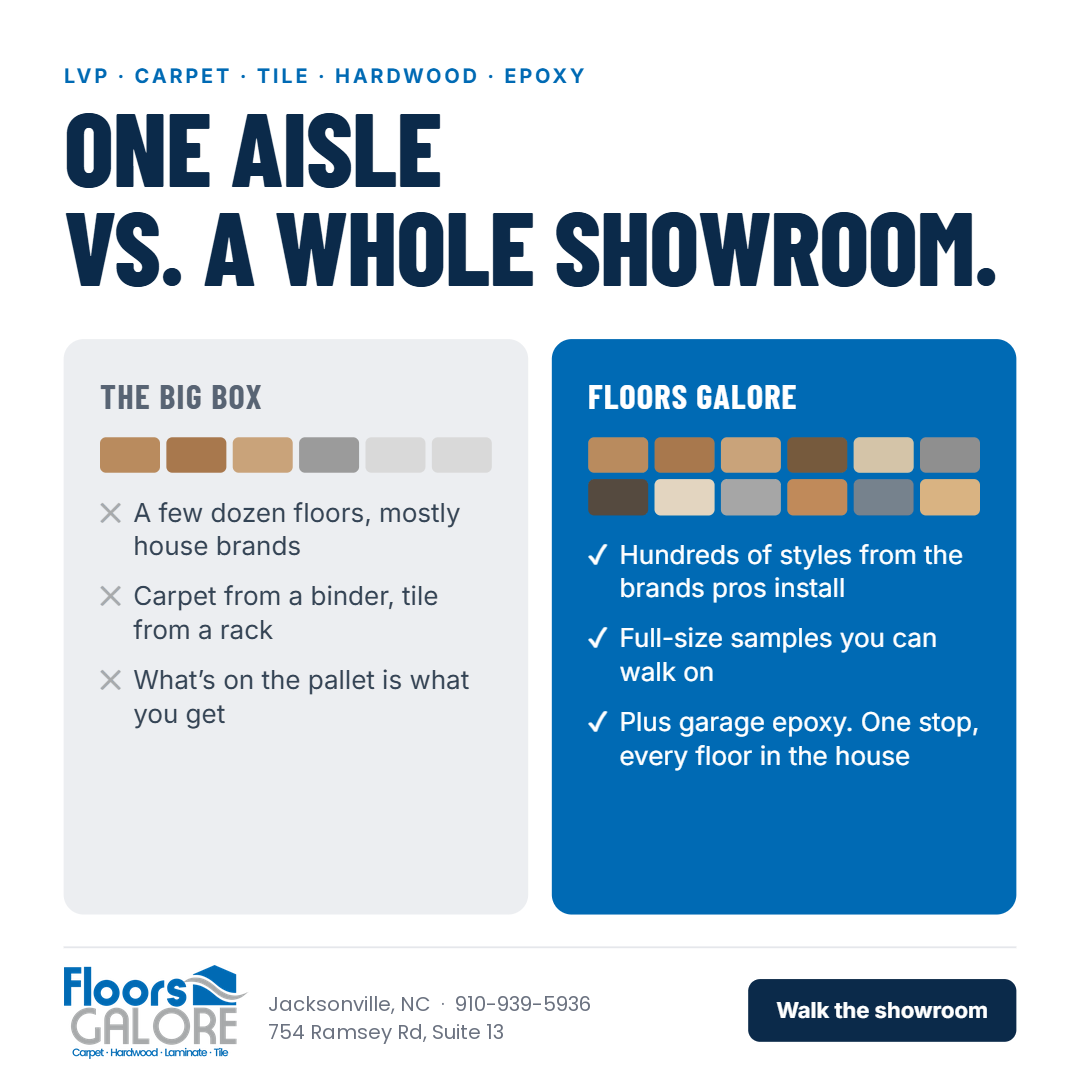 LVP · CARPET · TILE · HARDWOOD · EPOXY
ONE AISLE
VS. A WHOLE SHOWROOM.
THE BIG BOX
A few dozen floors, mostly
house brands
Carpet from a binder, tile
from a rack
What’s on the pallet is what
you get
FLOORS GALORE
Hundreds of styles from the
brands pros install
Full-size samples you can
walk on
Plus garage epoxy. One stop,
every floor in the house
Floors
GALORE
Carpet · Hardwood · Laminate · Tile
Jacksonville, NC · 910-939-5936
754 Ramsey Rd, Suite 13
Walk the showroom